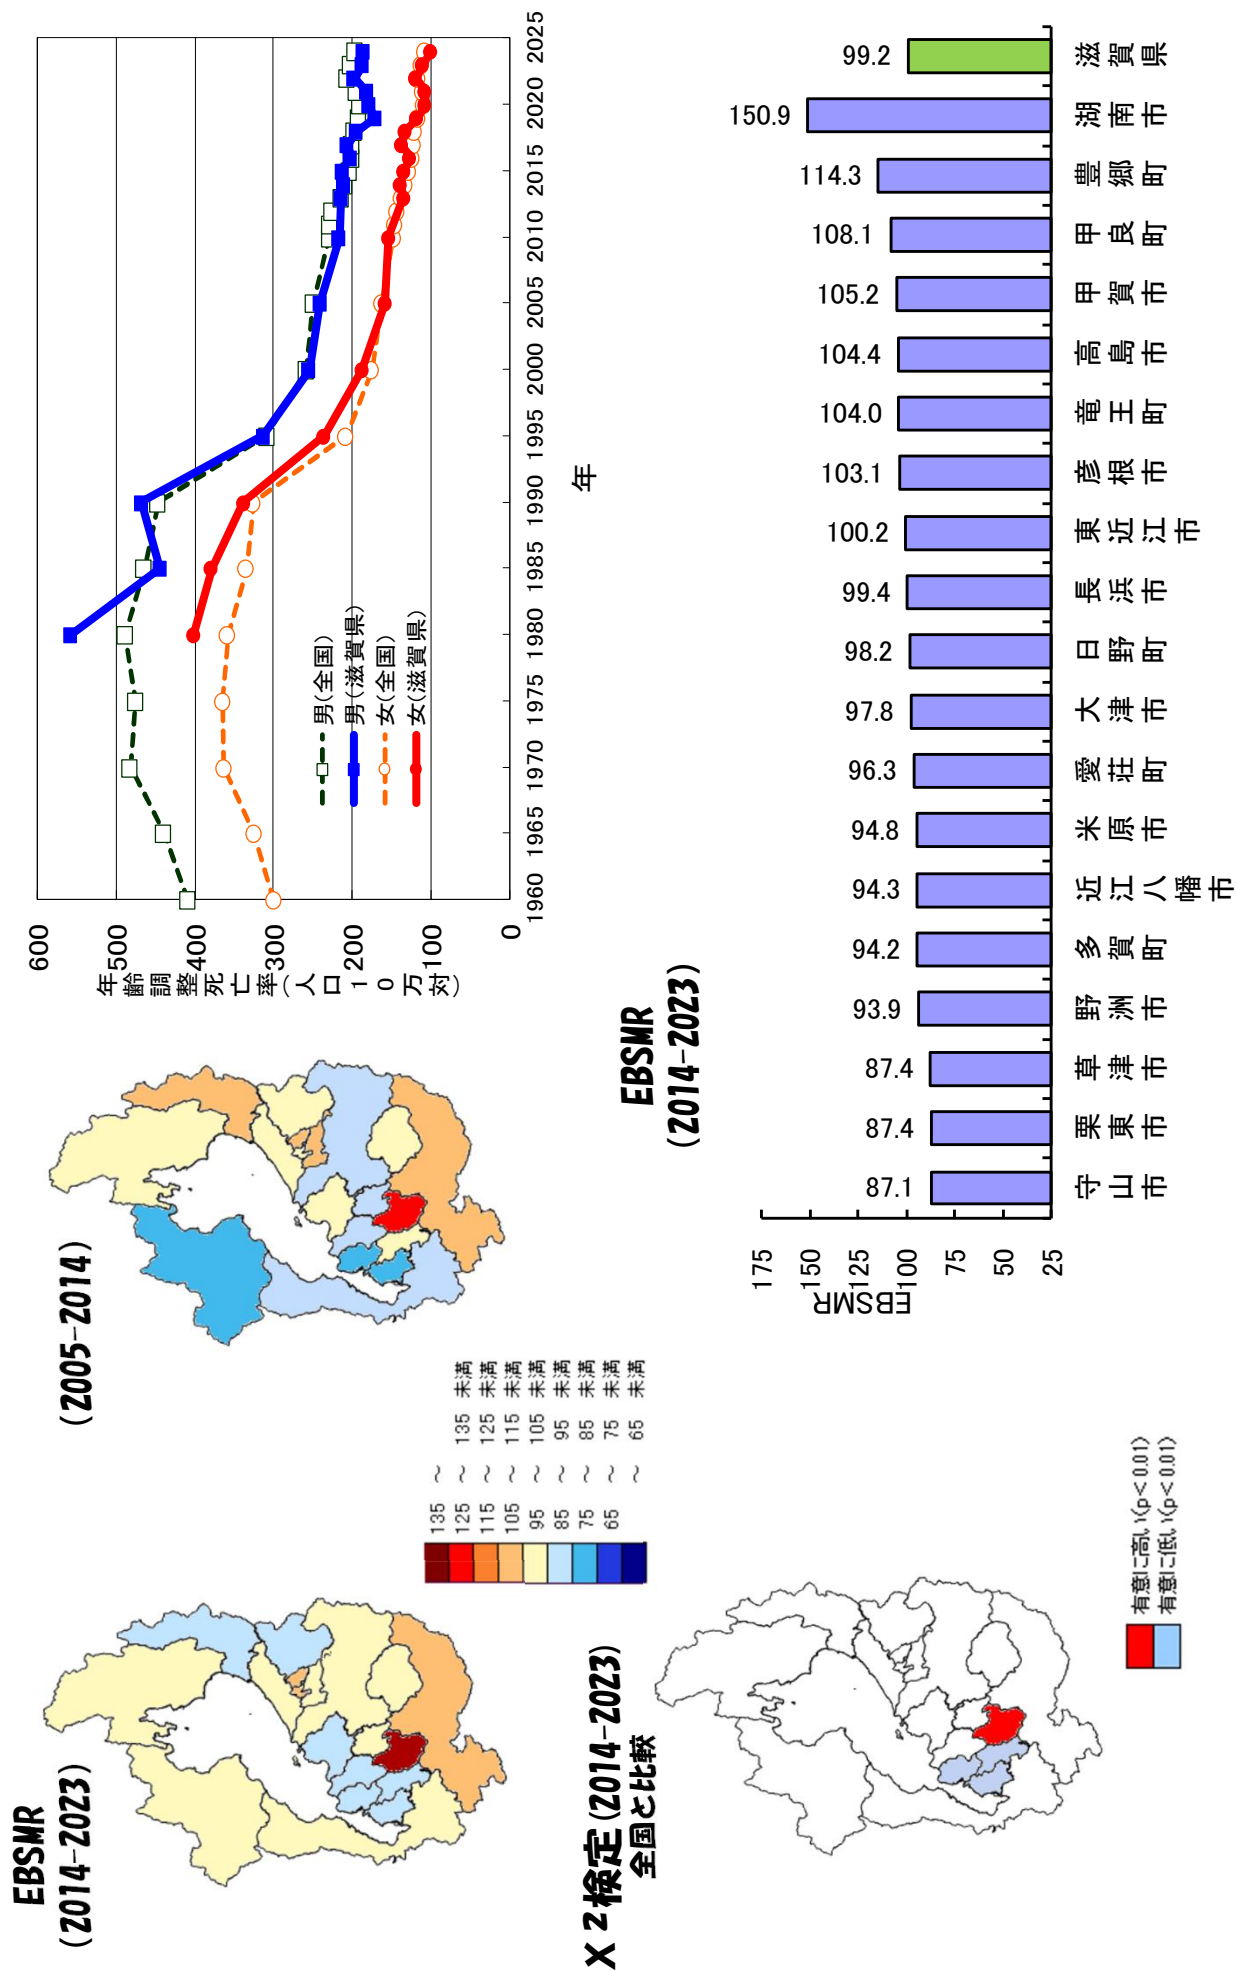 EBSMR
(2014-2023)
(2005-2014)
135 ～
125 ～ 135 未満
115 ～ 125 未満
105 ～ 115 未満
95 ～ 105 未満
85 ～ 95 未満
75 ～ 85 未満
65 ～ 75 未満
～ 65 未満
年齢調整死亡率(人口10万対)
600
500
400
300
200
100
0
1960 1965 1970 1975 1980 1985 1990 1995 2000 2005 2010 2015 2020 2025
年
男(全国)
男(滋賀県)
女(全国)
女(滋賀県)
X²検定(2014-2023)
全国と比較
有意に高い(p<0.01)
有意に低い(p<0.01)
EBSMR
(2014-2023)
EBSMR
175
150
125
100
75
50
25
87.1 87.4 87.4 93.9 94.2 94.3 94.8 96.3 97.8 98.2 99.4 100.2 103.1 104.0 104.4 105.2 108.1 114.3 150.9 99.2
守山市 栗東市 草津市 野洲市 多賀町 近江八幡市 米原市 愛荘町 大津市 日野町 長浜市 東近江市 彦根市 竜王町 高島市 甲賀市 甲良町 豊郷町 湖南市 滋賀県